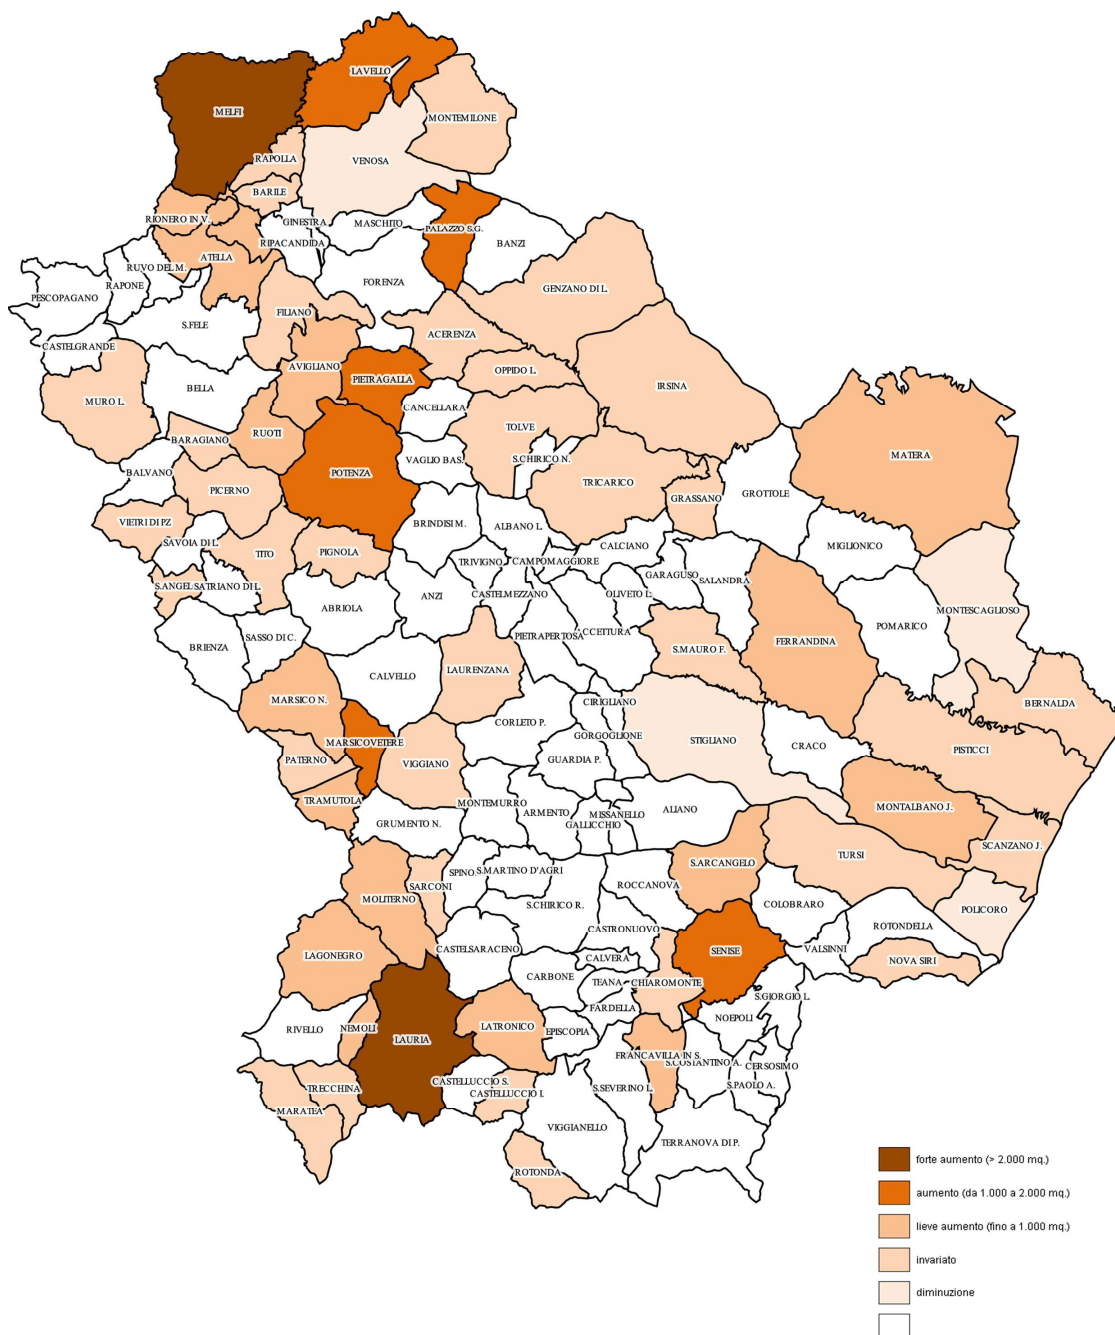 LAVELLO
MELFI
MONTEMILONE
RAPOLLA
VENOSA
BARILE
RIONERO IN V.
GINESTRA
MASCHITO
PALAZZO S.G.
RIPACANDIDA
BANZI
ATELLA
RUVO DEL M.
RAPONE
PESCOPAGANO
FORENZA
GENZANO DI L.
FILIANO
S.FELE
ACERENZA
CASTELGRANDE
AVIGLIANO
OPPIDO L.
PIETRAGALLA
BELLA
IRSINA
MURO L.
CANCELLARA
TOLVE
RUOTI
BARAGIANO
MATERA
VAGLIO BAS.
S.CHIRICO N.
BALVANO
POTENZA
TRICARICO
GRASSANO
GROTTOLE
PICERNO
VIETRI DI PZ
BRINDISI M.
ALBANO L.
SAVOIA DI L.
TITO
PIGNOLA
CALCIANO
MIGLIONICO
TRIVIGNO
CAMPOMAGGIORE
GARAGUSO
SALANDRA
S.ANGEL
SATRIANO DI L.
ANZI
CASTELMEZZANO
OLIVETO L.
ABRIOLA
MONTESCAGLIOSO
POMARICO
SASSO DI C.
PIETRAPERTOSA
ACCETTURA
FERRANDINA
BRIENZA
S.MAURO F.
CALVELLO
LAURENZANA
MARSICO N.
CIRIGLIANO
BERNALDA
CORLETO P.
GORGOGLIONE
STIGLIANO
MARSICOVETERE
CRACO
PISTICCI
PATERNO
VIGGIANO
GUARDIA P.
TRAMUTOLA
MONTEMURRO
ARMENTO
MISSANELLO
ALIANO
MONTALBANO J.
GRUMENTO N.
GALLICCHIO
SCANZANO J.
TURSI
S.ARCANGELO
SPINO
S.MARTINO D'AGRI
SARCONI
ROCCANOVA
MOLITERNO
COLOBRARO
S.CHIRICO R.
POLICORO
CASTRONUOVO
ROTONDELLA
CASTELSARACENO
SENISE
VALSINNI
LAGONEGRO
CALVERA
NOVA SIRI
CARBONE
TEANA
CHIAROMONTE
S.GIORGIO L.
FARDELLA
NOEPOLI
RIVELLO
NEMOLI
LATRONICO
EPISCOPIA
LAURIA
FRANCAVILLA IN S.
S.COSTANTINO A.
CERSOSIMO
CASTELLUCCIO S.
TRECCHINA
CASTELLUCCIO I.
S.SEVERINO L.
S.PAOLO A.
MARATEA
VIGGIANELLO
TERRANOVA DI P.
ROTONDA
forte aumento (> 2.000 mq.)
aumento (da 1.000 a 2.000 mq.)
lieve aumento (fino a 1.000 mq.)
invariato
diminuzione